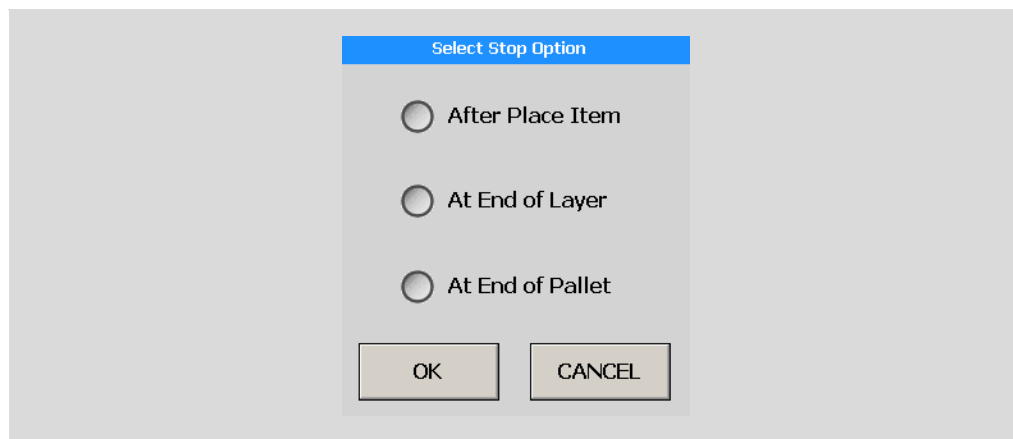 Select Stop Option
After Place Item
At End of Layer
At End of Pallet
OK
CANCEL